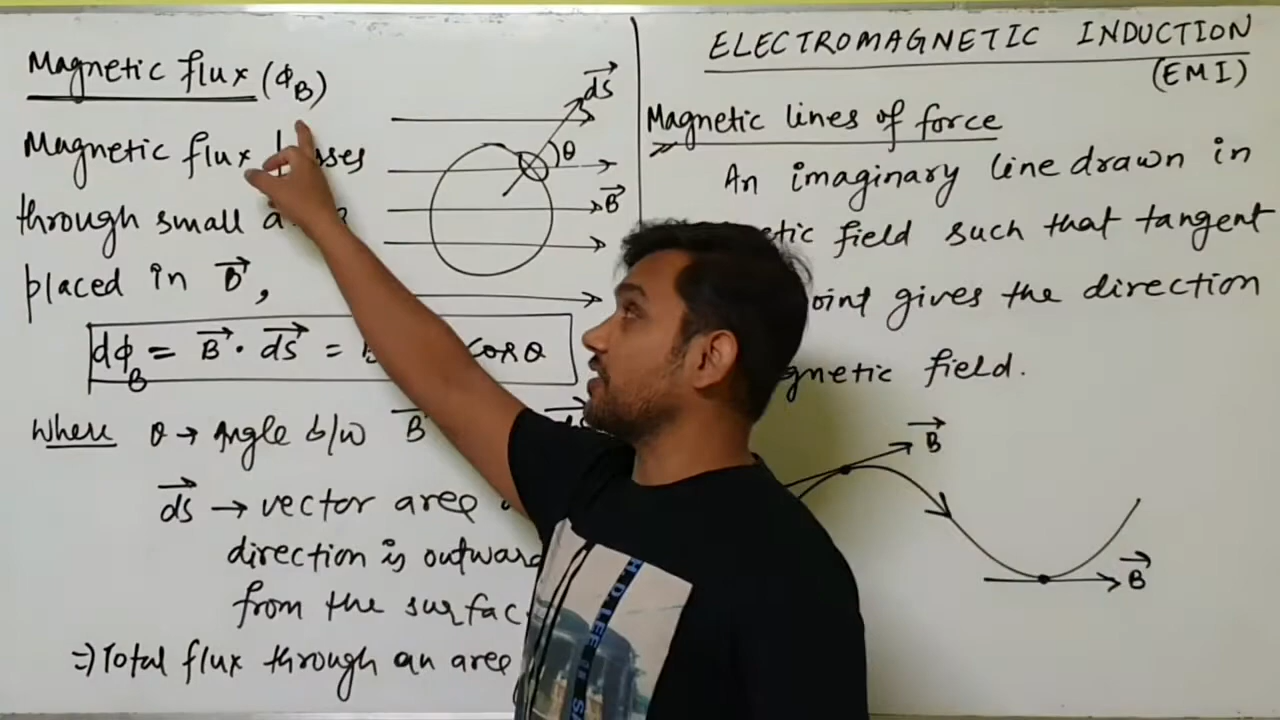 Magnetic flux (ϕB)
Magnetic flux
through small
placed in B⃗,
dϕB = B⃗ · dS⃗ = cosθ
Where θ → Angle b/w B⃗
dS⃗ → vector area
direction is outward
from the surfac
⇒ Total flux through an area
dS⃗
θ
B⃗
ELECTROMAGNETIC INDUCTION
(EMI)
Magnetic lines of force
An imaginary line drawn in
field such that tangent
gives the direction
field.
B⃗
B⃗